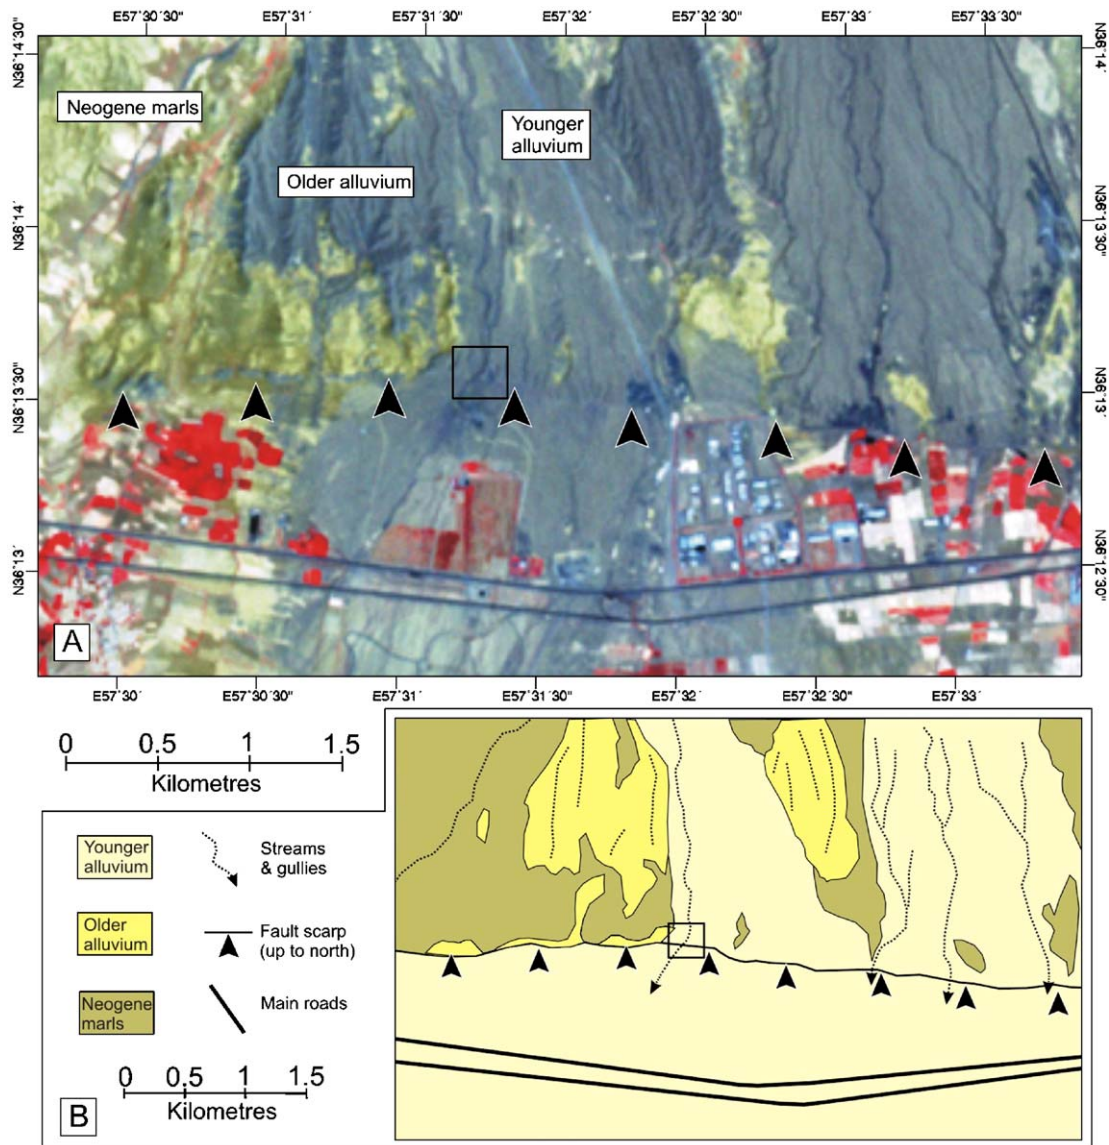 E57°30´30˝ E57°31´ E57°31´30˝ E57°32´ E57°32´30˝ E57°33´ E57°33´30˝
N36°14´30˝
N36°14´
N36°13´30˝
N36°13´
N36°14´
N36°13´30˝
N36°13´
N36°12´30˝
Neogene marls
Older alluvium
Younger
alluvium
A
E57°30´ E57°30´30˝ E57°31´ E57°31´30˝ E57°32´ E57°32´30˝ E57°33´
0 0.5 1 1.5
Kilometres
Younger
alluvium
Streams
& gullies
Older
alluvium
Fault scarp
(up to north)
Neogene
marls
Main roads
0 0.5 1 1.5
Kilometres
B